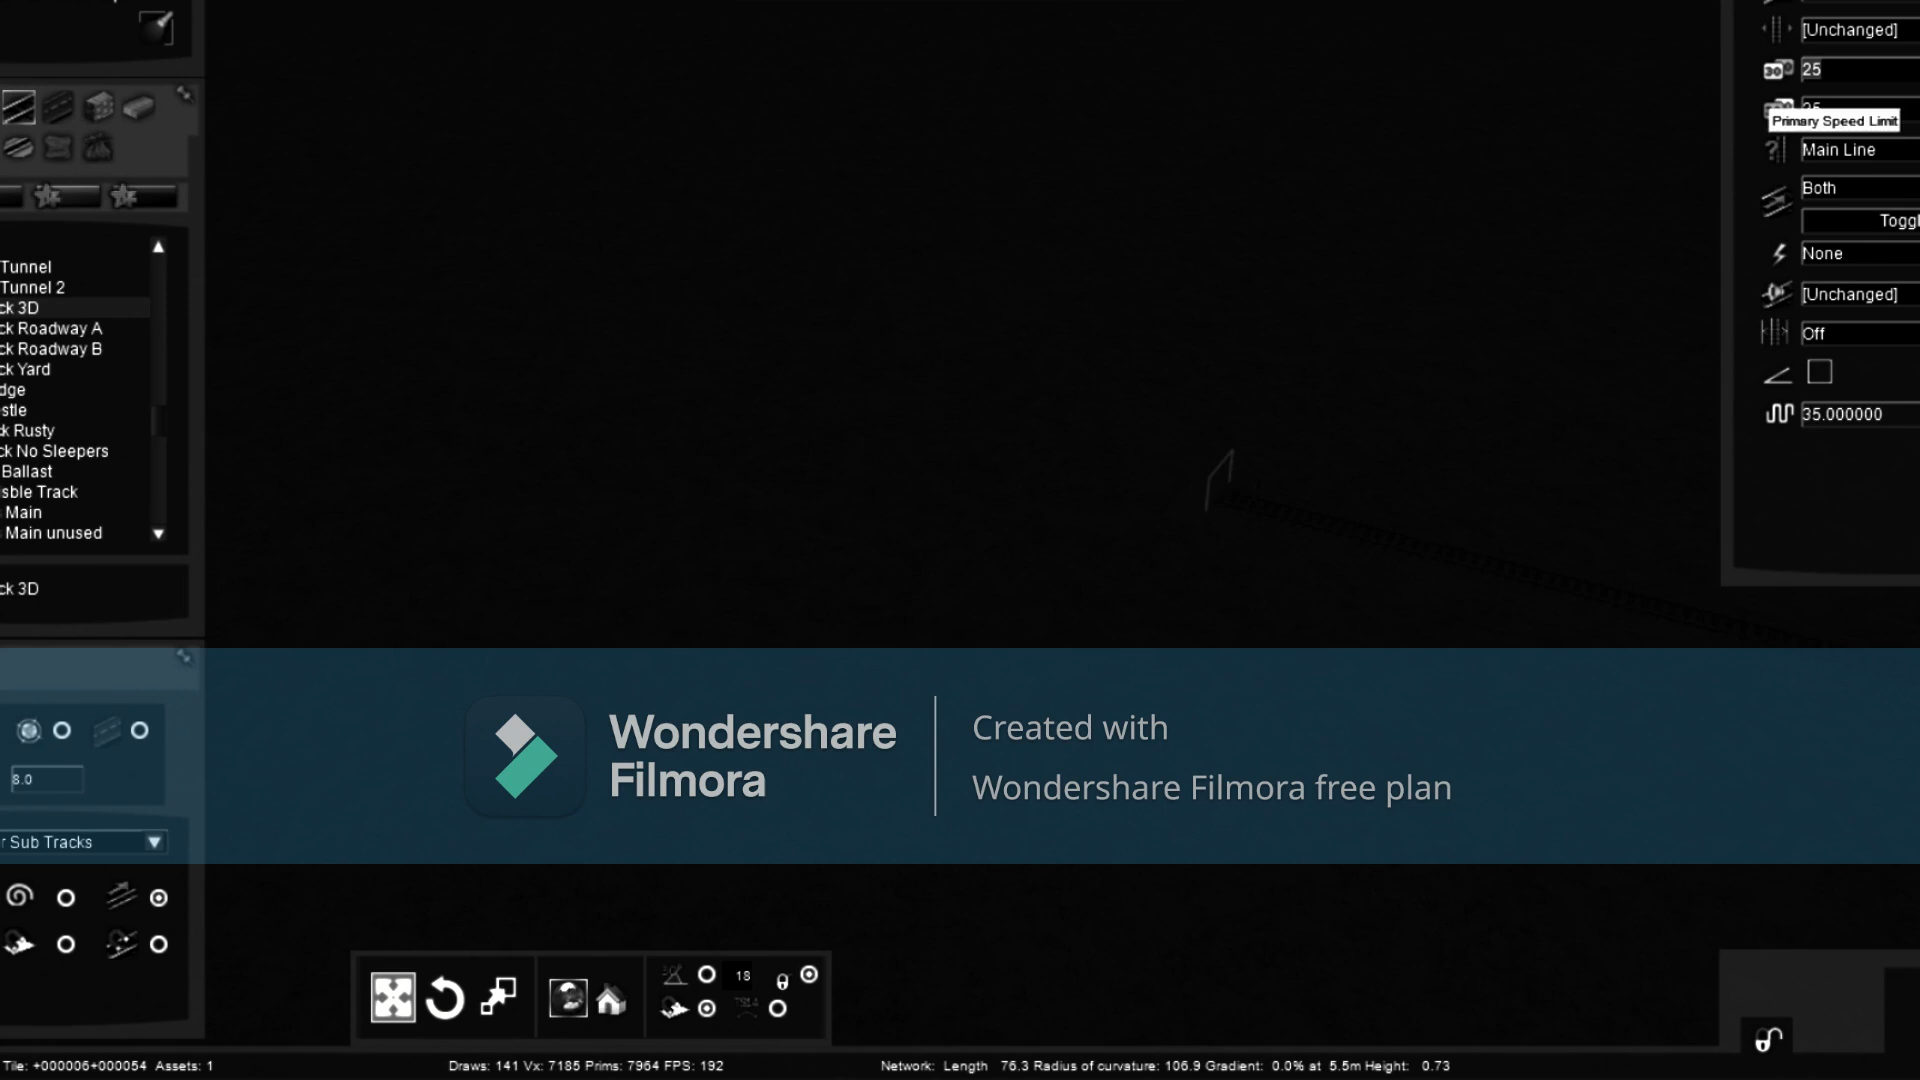 [Unchanged]
25
Primary Speed Limit
Main Line
Both
Toggl
None
[Unchanged]
Off
35.000000
Tunnel
Tunnel 2
ck 3D
ck Roadway A
ck Roadway B
ck Yard
dge
stle
ck Rusty
ck No Sleepers
Ballast
isble Track
Main
Main unused
ck 3D
8.0
r Sub Tracks
Wondershare
Filmora
Created with
Wondershare Filmora free plan
18
Tile: +000006+000054 Assets: 1
Draws: 141 Vx: 7185 Prims: 7964 FPS: 192
Network: Length 76.3 Radius of curvature: 106.9 Gradient: 0.0% at 5.5m Height: 0.73